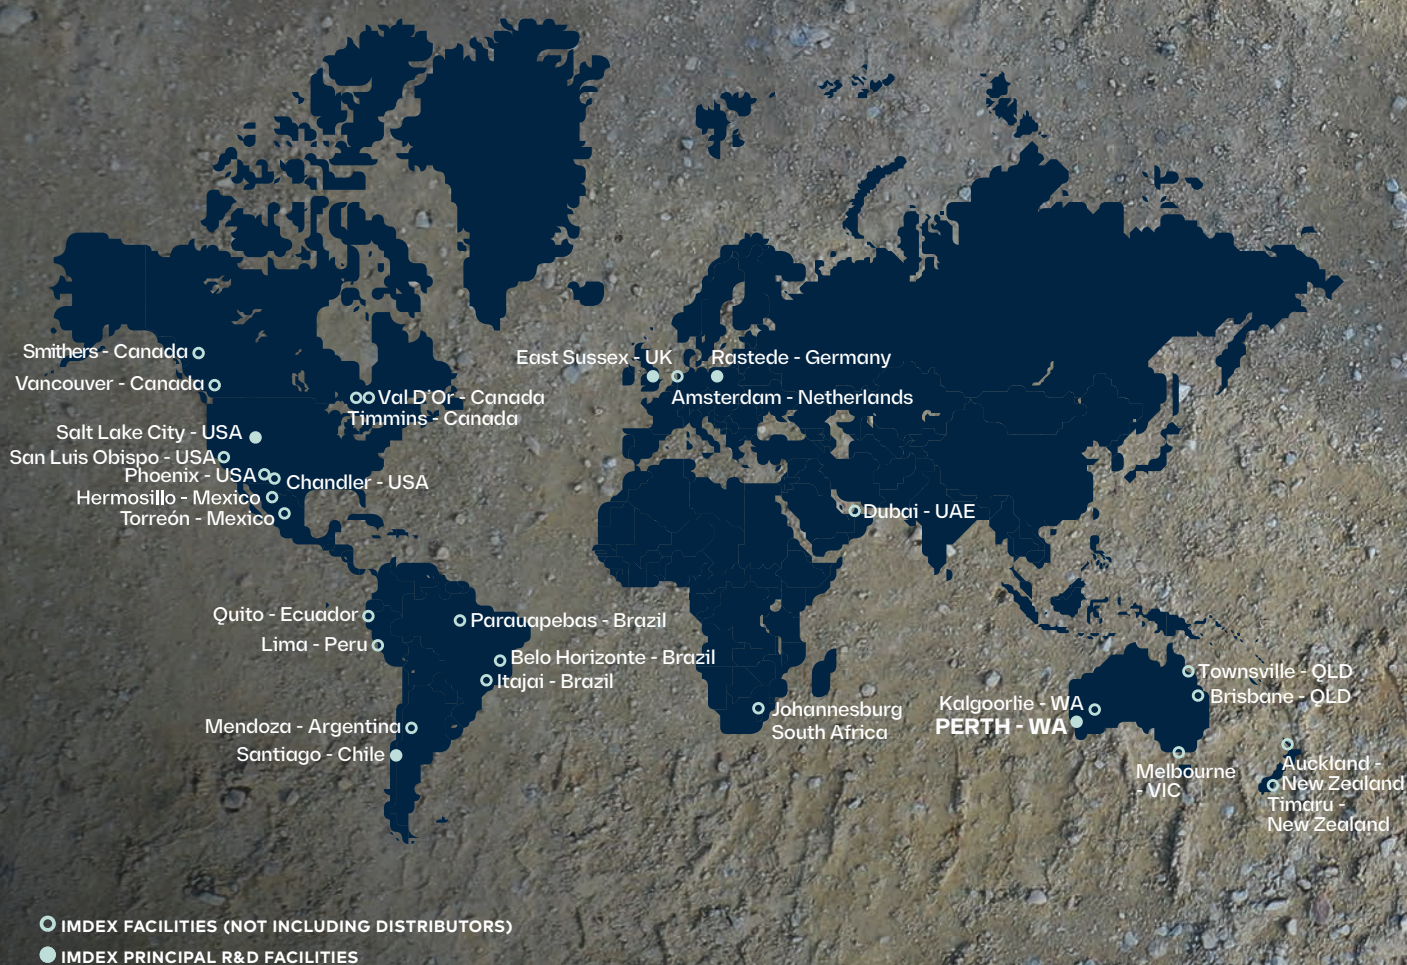 Smithers - Canada
Vancouver - Canada
Val D'Or - Canada
Timmins - Canada
Salt Lake City - USA
San Luis Obispo - USA
Phoenix - USA
Chandler - USA
Hermosillo - Mexico
Torreón - Mexico
East Sussex - UK
Rastede - Germany
Amsterdam - Netherlands
Dubai - UAE
Quito - Ecuador
Lima - Peru
Parauapebas - Brazil
Belo Horizonte - Brazil
Itajai - Brazil
Mendoza - Argentina
Santiago - Chile
Johannesburg
South Africa
Townsville - QLD
Brisbane - QLD
Kalgoorlie - WA
PERTH - WA
Melbourne
- VIC
Auckland -
New Zealand
Timaru -
New Zealand
IMDEX FACILITIES (NOT INCLUDING DISTRIBUTORS)
IMDEX PRINCIPAL R&D FACILITIES